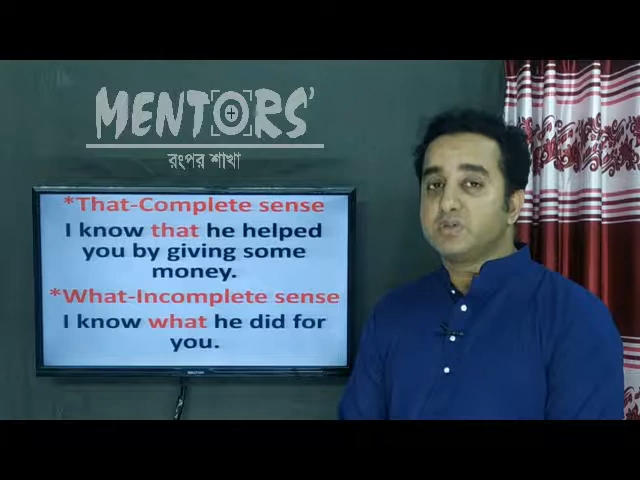 MENTORS'
রংপর শাখা
*That-Complete sense
I know that he helped
you by giving some
money.
*What-Incomplete sense
I know what he did for
you.